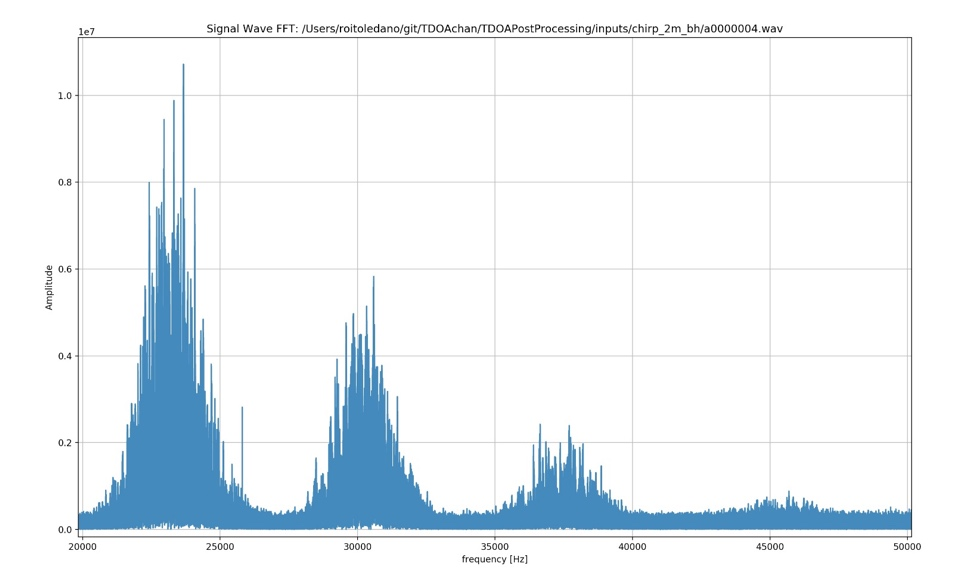 Signal Wave FFT: /Users/roitoledano/git/TDOAchan/TDOAPostProcessing/inputs/chirp_2m_bh/a0000004.wav
1e7
1.0
0.8
0.6
0.4
0.2
0.0
Amplitude
20000 25000 30000 35000 40000 45000 50000
frequency [Hz]